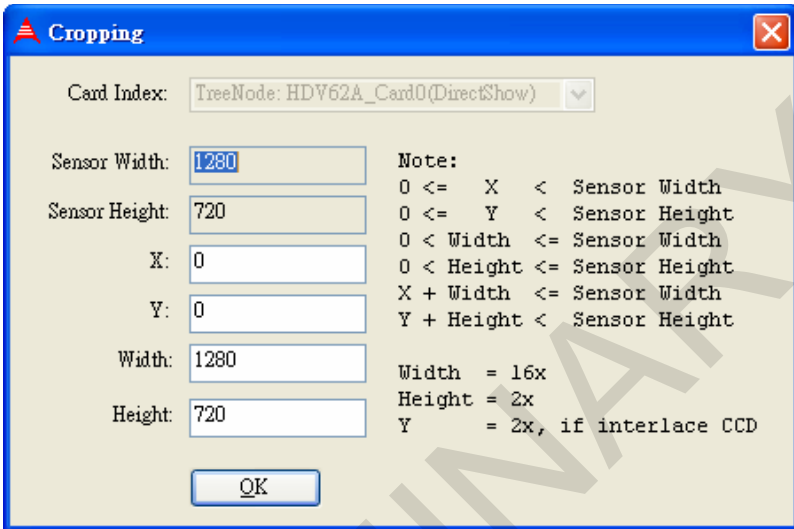 Cropping
Card Index: TreeNode: HDV62A_Card0(DirectShow)
Sensor Width: 1280
Sensor Height: 720
X: 0
Y: 0
Width: 1280
Height: 720
Note:
0 <= X < Sensor Width
0 <= Y < Sensor Height
0 < Width <= Sensor Width
0 < Height <= Sensor Height
X + Width <= Sensor Width
Y + Height < Sensor Height
Width = 16x
Height = 2x
Y = 2x, if interlace CCD
OK
INARY